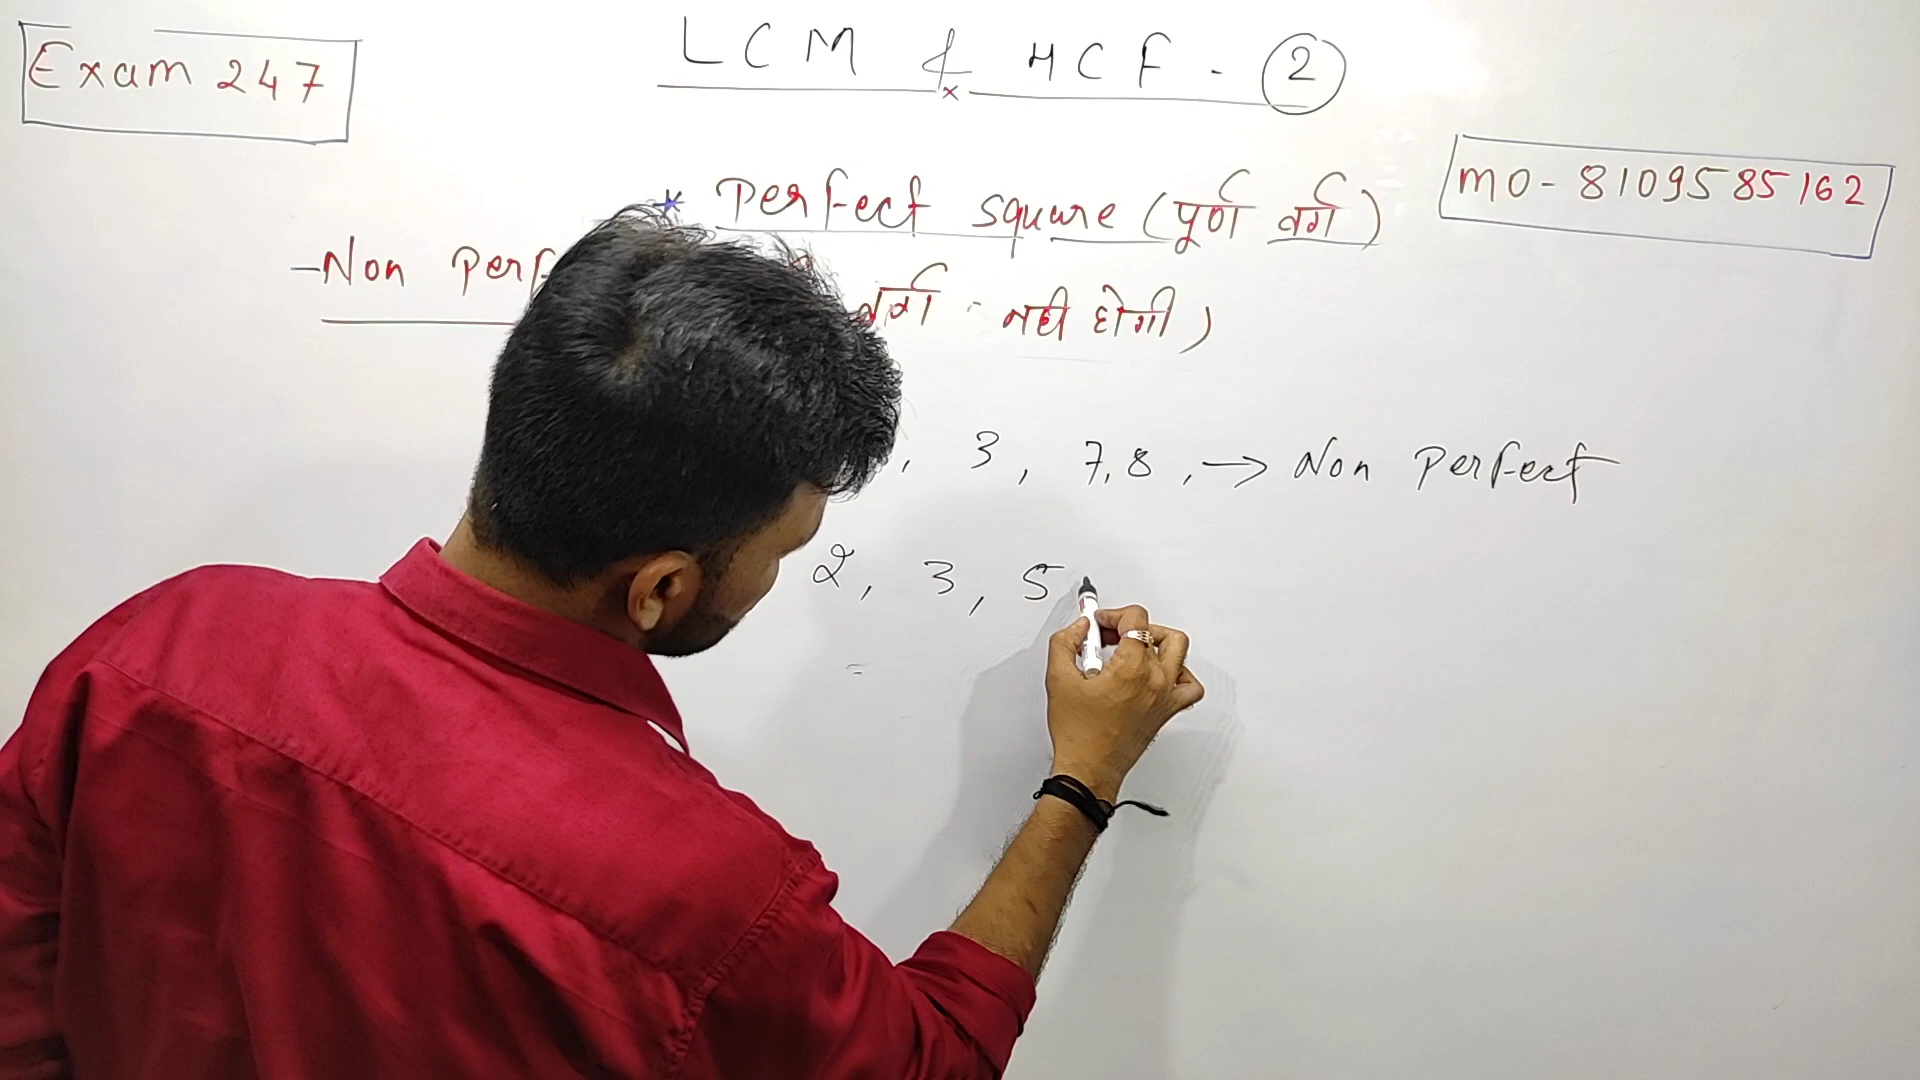 Exam 247
LCM & HCF - 2
MO- 8109585162
* Perfect square (पूर्ण वर्ग)
-Non Perf वर्ग नही होगी)
, 3, 7, 8, → Non Perfect
2, 3, 5
=